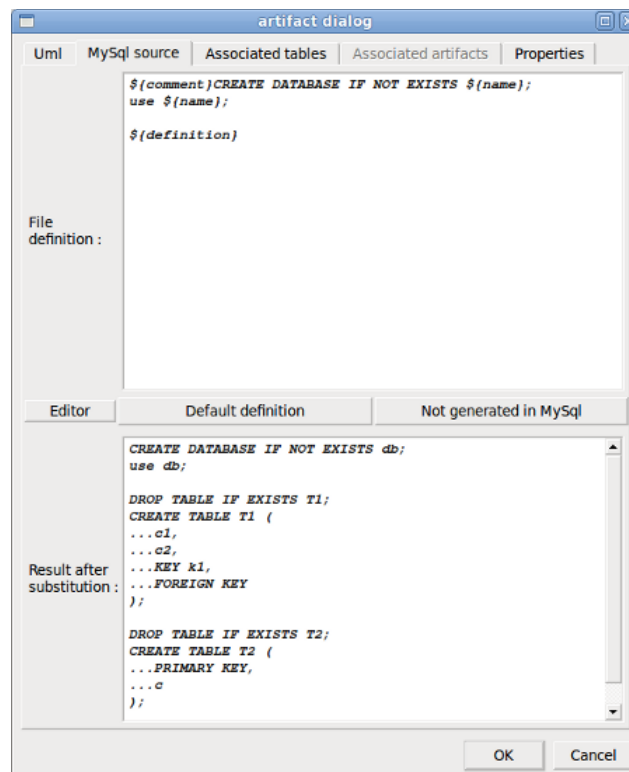 artifact dialog
Uml MySql source Associated tables Associated artifacts Properties
${comment}CREATE DATABASE IF NOT EXISTS ${name};
use ${name};
${definition}
File
definition :
Editor Default definition Not generated in MySql
CREATE DATABASE IF NOT EXISTS db;
use db;
DROP TABLE IF EXISTS T1;
CREATE TABLE T1 (
...c1,
...c2,
...KEY k1,
...FOREIGN KEY
);
DROP TABLE IF EXISTS T2;
CREATE TABLE T2 (
...PRIMARY KEY,
...c
);
Result after
substitution :
OK Cancel